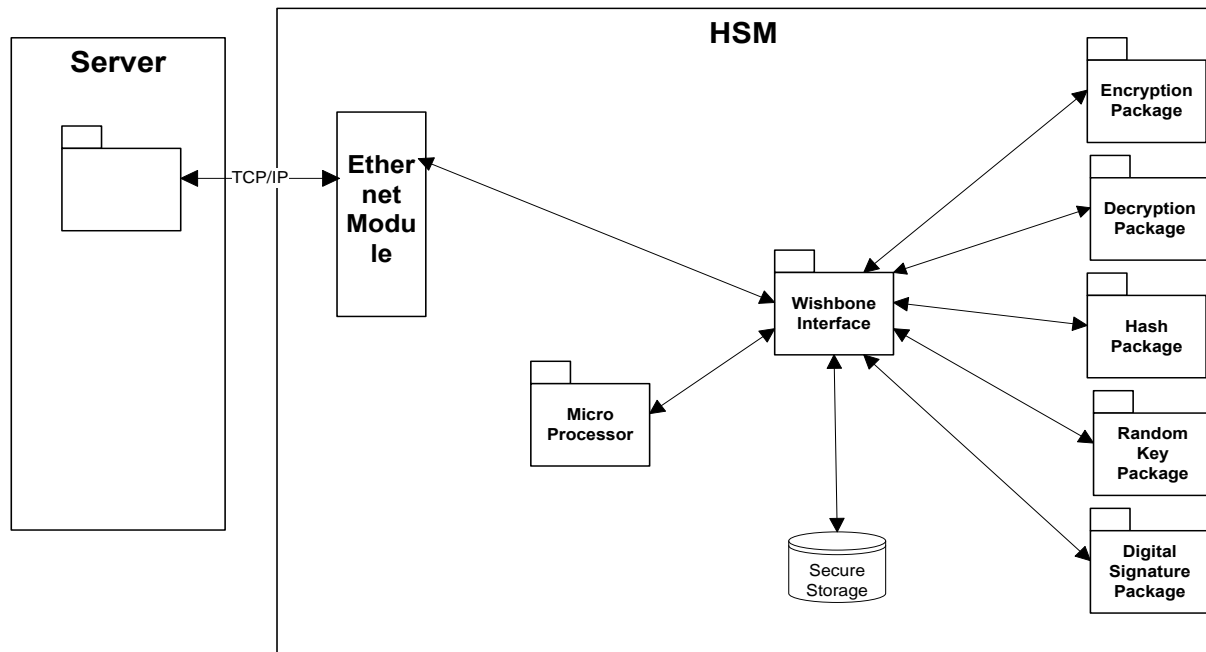 Server
HSM
TCP/IP
Ether
net
Modu
le
Micro
Processor
Wishbone
Interface
Secure
Storage
Encryption
Package
Decryption
Package
Hash
Package
Random
Key
Package
Digital
Signature
Package